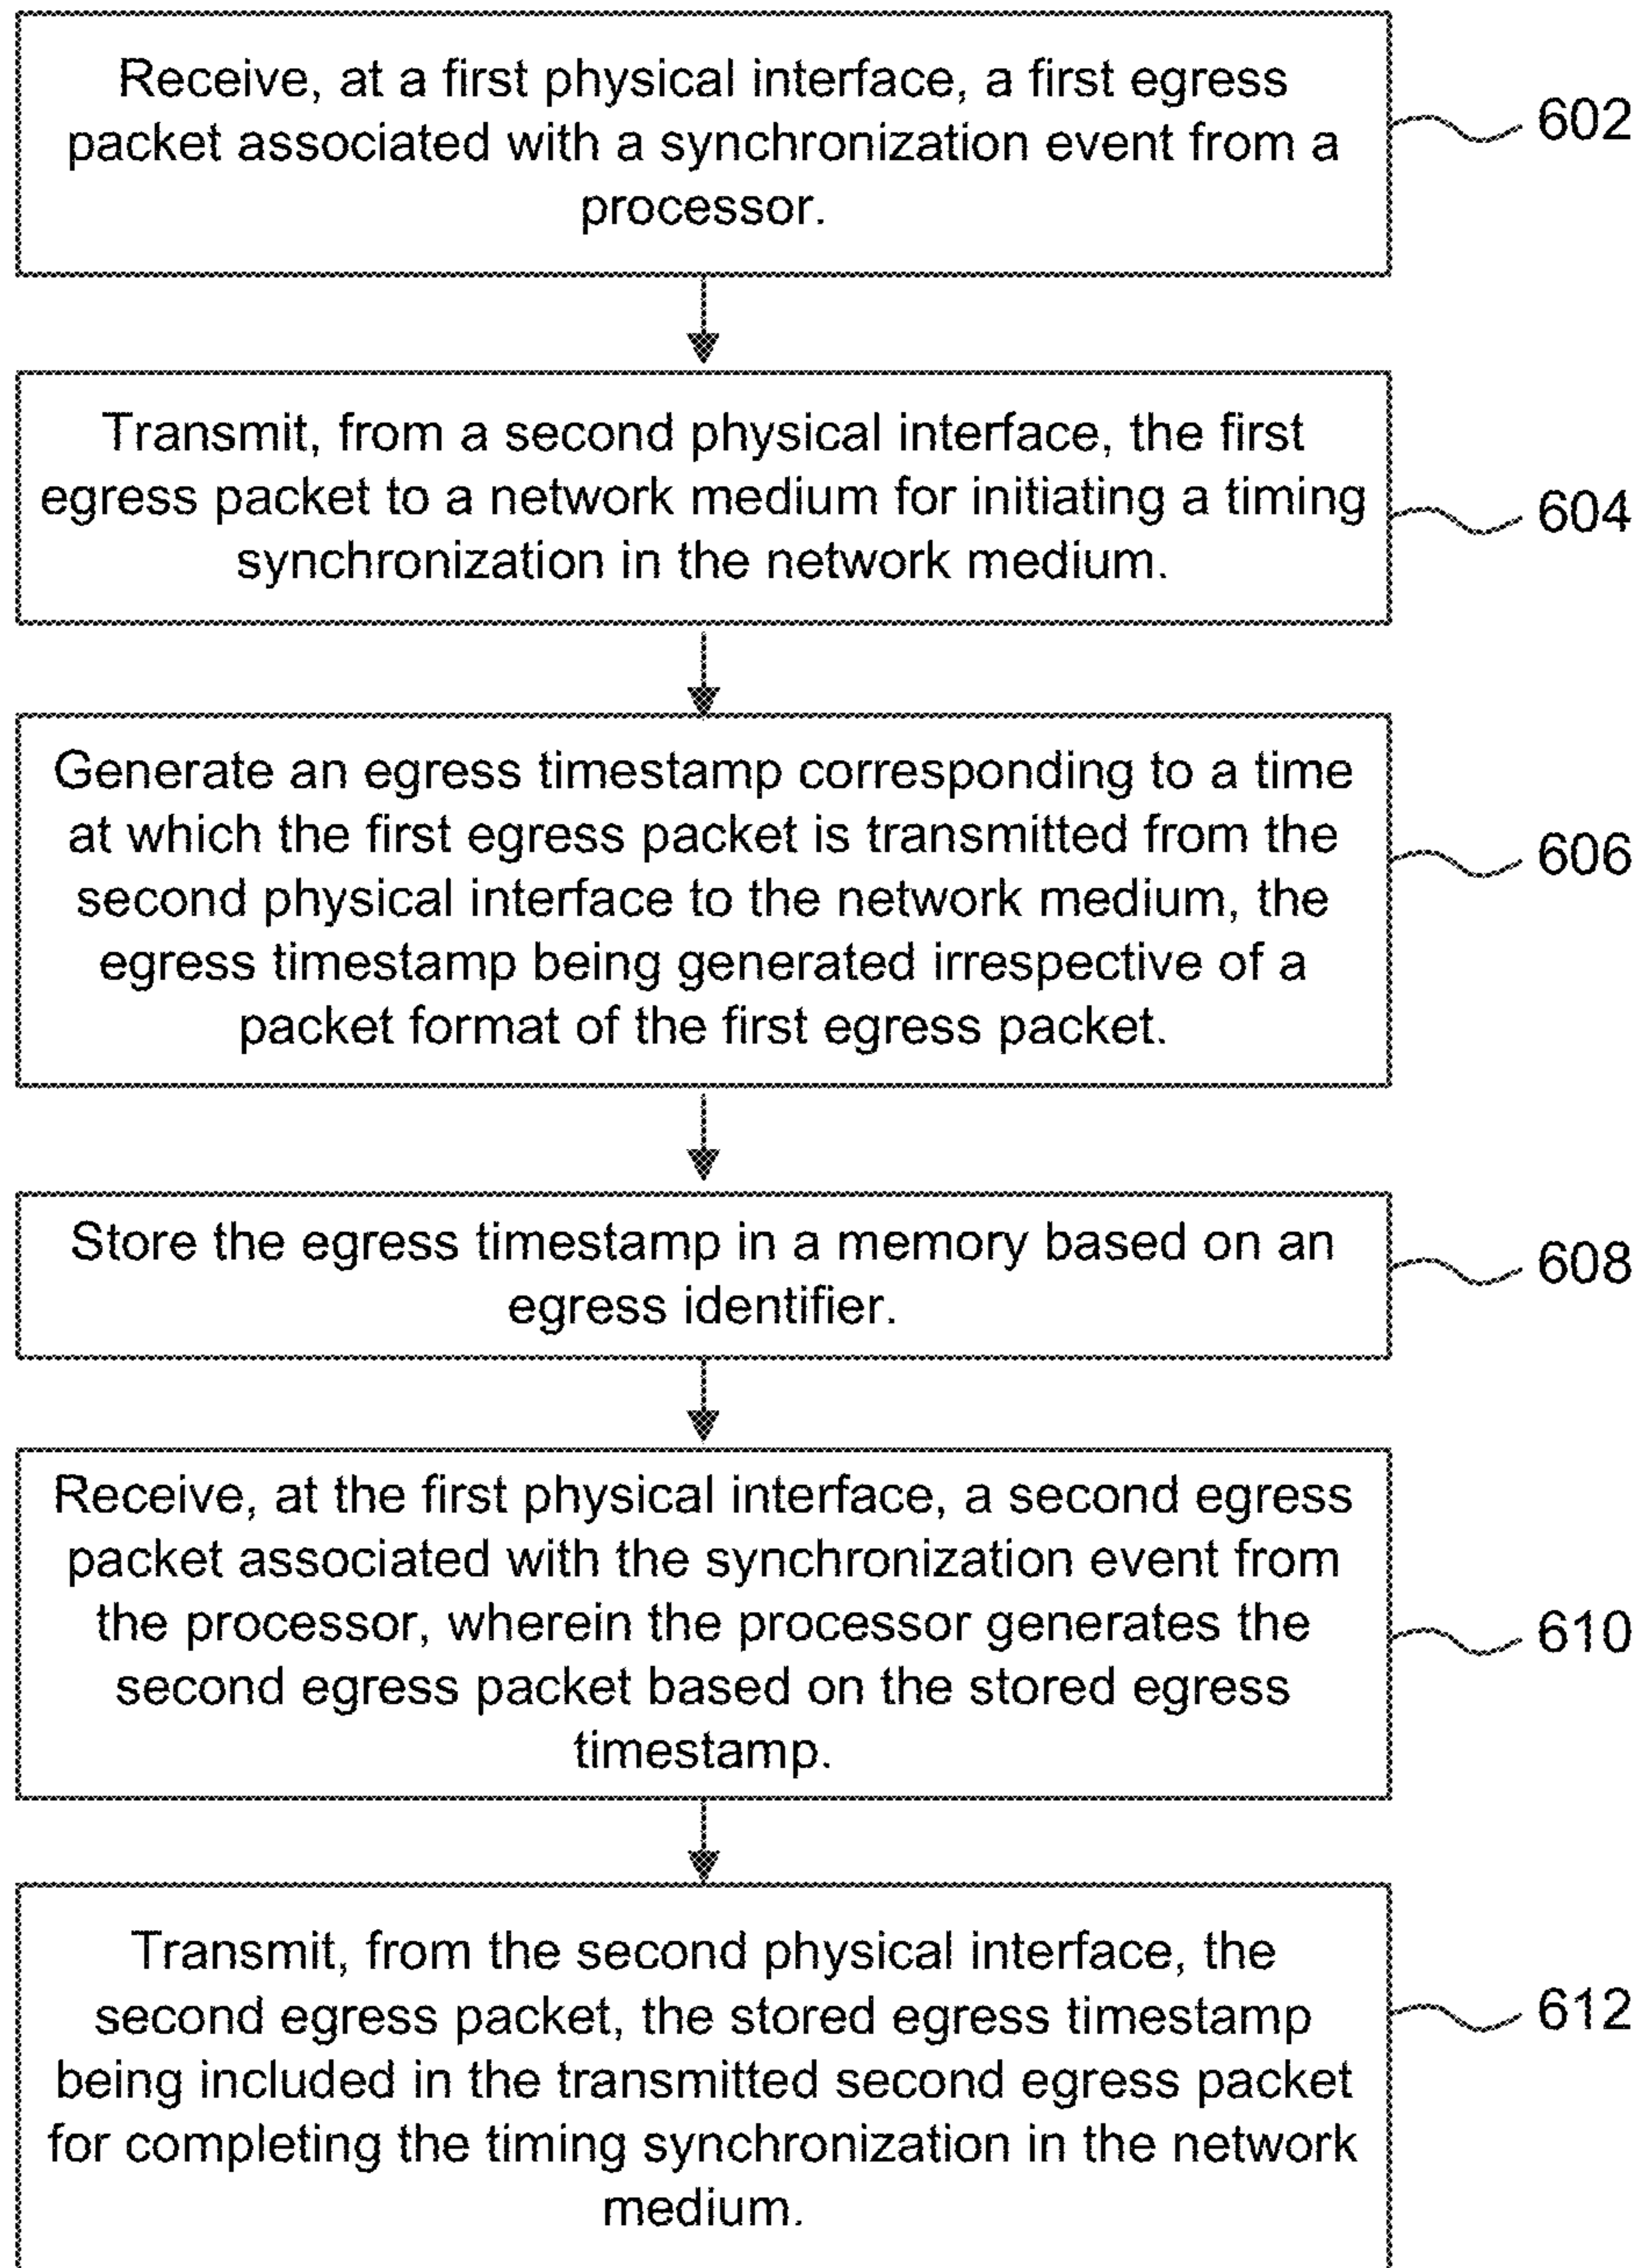 Receive, at a first physical interface, a first egress
packet associated with a synchronization event from a
processor.
602
Transmit, from a second physical interface, the first
egress packet to a network medium for initiating a timing
synchronization in the network medium.
604
Generate an egress timestamp corresponding to a time
at which the first egress packet is transmitted from the
second physical interface to the network medium, the
egress timestamp being generated irrespective of a
packet format of the first egress packet.
606
Store the egress timestamp in a memory based on an
egress identifier.
608
Receive, at the first physical interface, a second egress
packet associated with the synchronization event from
the processor, wherein the processor generates the
second egress packet based on the stored egress
timestamp.
610
Transmit, from the second physical interface, the
second egress packet, the stored egress timestamp
being included in the transmitted second egress packet
for completing the timing synchronization in the network
medium.
612